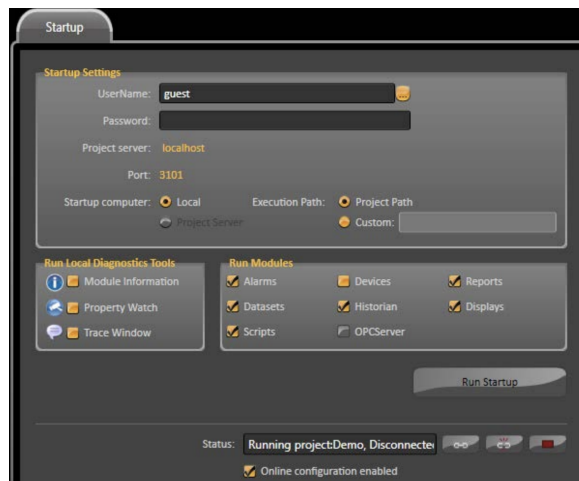 Startup
Startup Settings
UserName: guest
Password:
Project server: localhost
Port: 3101
Startup computer: Local Execution Path: Project Path
Project Server Custom:
Run Local Diagnostics Tools Run Modules
Module Information Alarms Devices Reports
Property Watch Datasets Historian Displays
Trace Window Scripts OPCServer
Run Startup
Status: Running project:Demo, Disconnected
Online configuration enabled